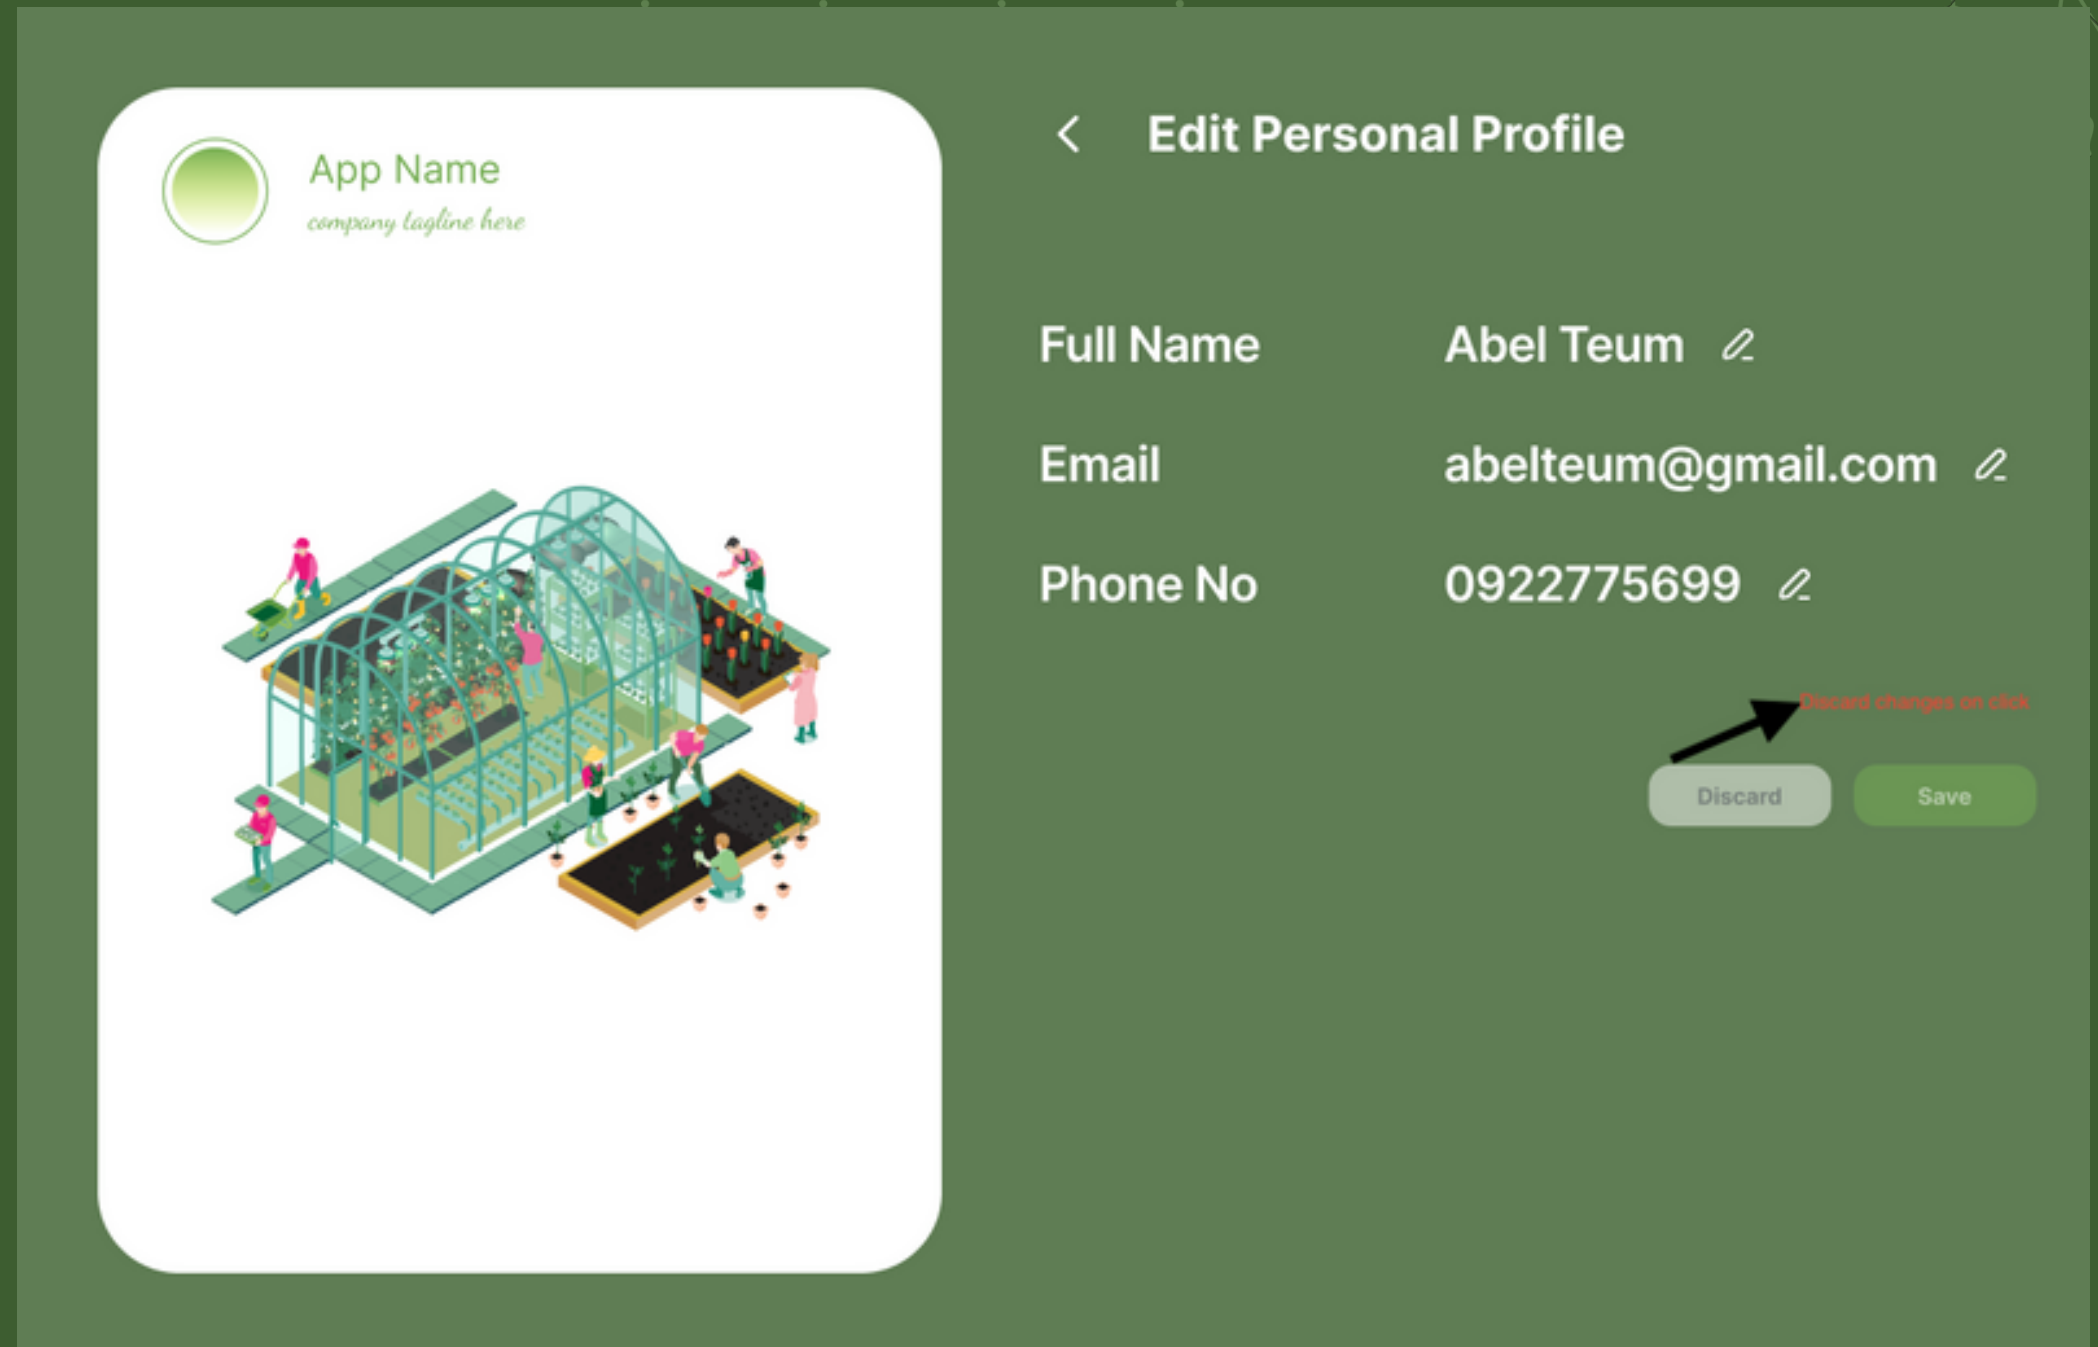 App Name
company tagline here
Edit Personal Profile
Full Name Abel Teum
Email abelteum@gmail.com
Phone No 0922775699
Discard changes on click
Discard Save